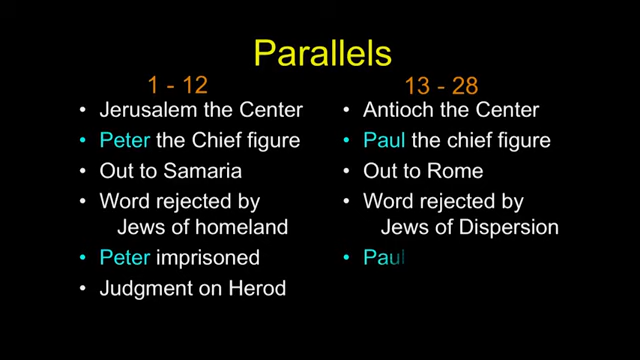 Parallels
1 - 12
• Jerusalem the Center
• Peter the Chief figure
• Out to Samaria
• Word rejected by
Jews of homeland
• Peter imprisoned
• Judgment on Herod
13 - 28
• Antioch the Center
• Paul the chief figure
• Out to Rome
• Word rejected by
Jews of Dispersion
• Paul